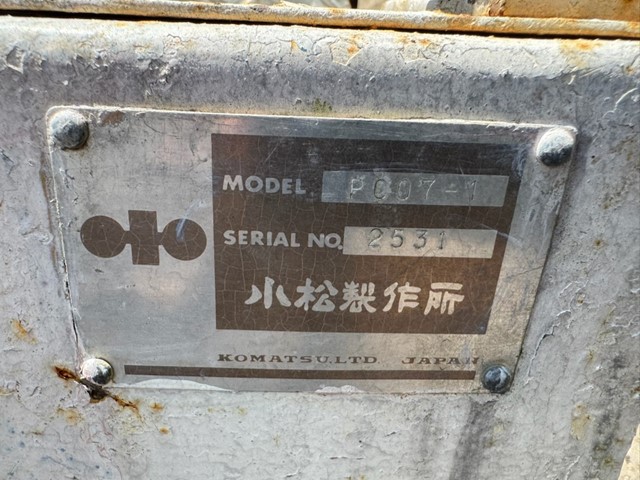 MODEL PC07-1
SERIAL NO. 2531
小松製作所
KOMATSU.LTD. JAPAN